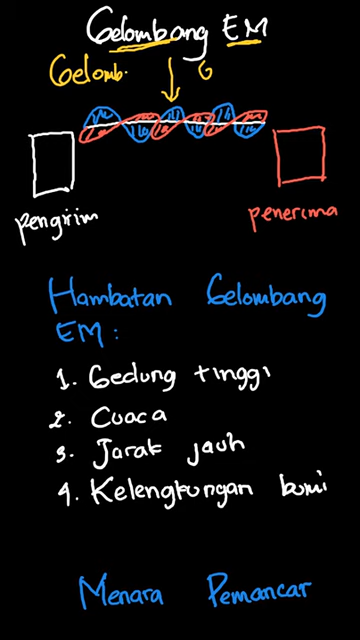 Gelombang EM
Gelomb. G
pengirim
penerima
Hambatan Gelombang
EM:
1. Gedung tinggi
2. Cuaca
3. Jarak jauh
4. Kelengkungan bumi
Menara Pemancar